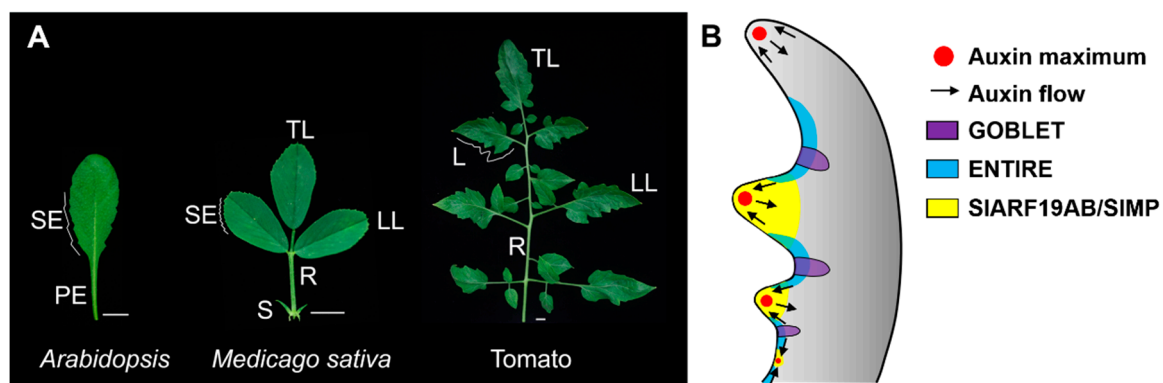 A
SE
PE
Arabidopsis
TL
SE
LL
R
S
Medicago sativa
TL
L
LL
R
Tomato
B
Auxin maximum
Auxin flow
GOBLET
ENTIRE
SlARF19AB/SlMP